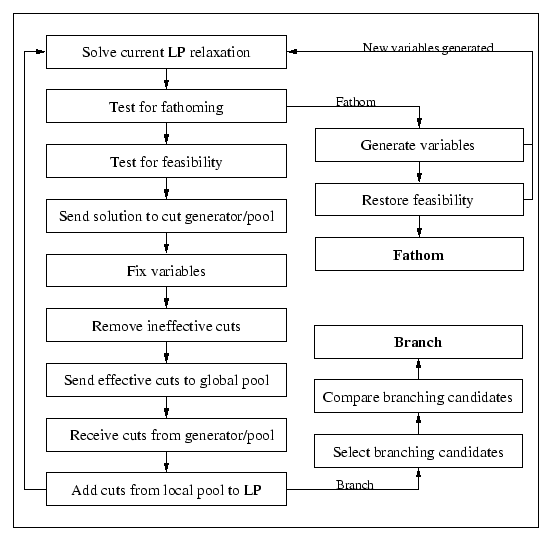 Solve current LP relaxation
New variables generated
Test for fathoming
Fathom
Generate variables
Test for feasibility
Restore feasibility
Send solution to cut generator/pool
Fathom
Fix variables
Remove ineffective cuts
Branch
Send effective cuts to global pool
Compare branching candidates
Receive cuts from generator/pool
Select branching candidates
Add cuts from local pool to LP
Branch